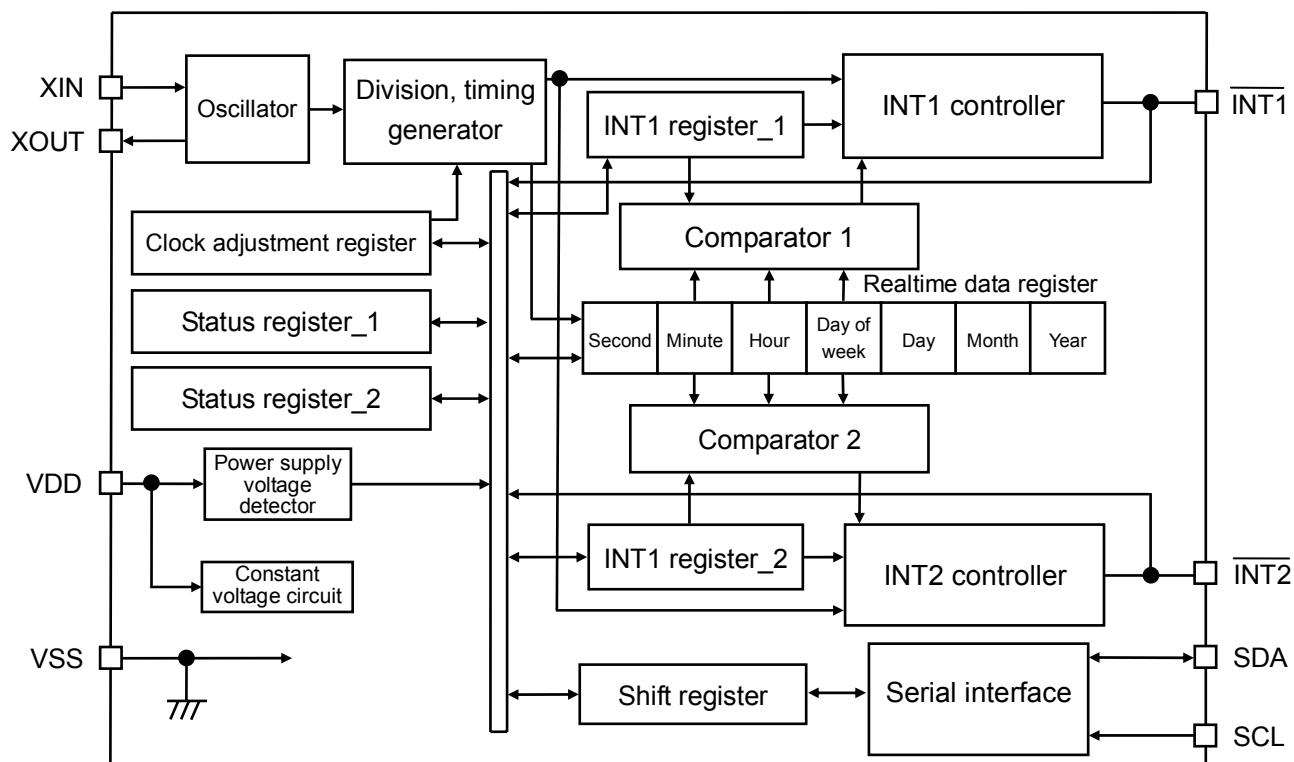 XIN
XOUT
Oscillator
Division, timing
generator
INT1 register_1
INT1 controller
INT1
Clock adjustment register
Comparator 1
Realtime data register
Status register_1
Second
Minute
Hour
Day of
week
Day
Month
Year
Status register_2
Comparator 2
VDD
Power supply
voltage
detector
INT1 register_2
INT2 controller
INT2
Constant
voltage circuit
VSS
Shift register
Serial interface
SDA
SCL